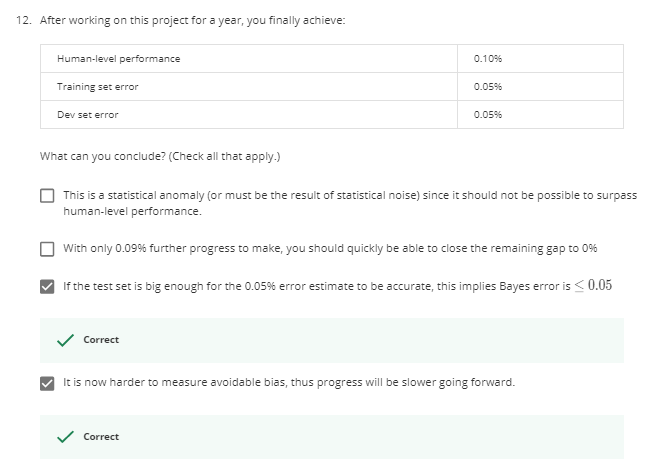 12. After working on this project for a year, you finally achieve:
Human-level performance 0.10%
Training set error 0.05%
Dev set error 0.05%
What can you conclude? (Check all that apply.)
This is a statistical anomaly (or must be the result of statistical noise) since it should not be possible to surpass
human-level performance.
With only 0.09% further progress to make, you should quickly be able to close the remaining gap to 0%
If the test set is big enough for the 0.05% error estimate to be accurate, this implies Bayes error is ≤ 0.05
Correct
It is now harder to measure avoidable bias, thus progress will be slower going forward.
Correct